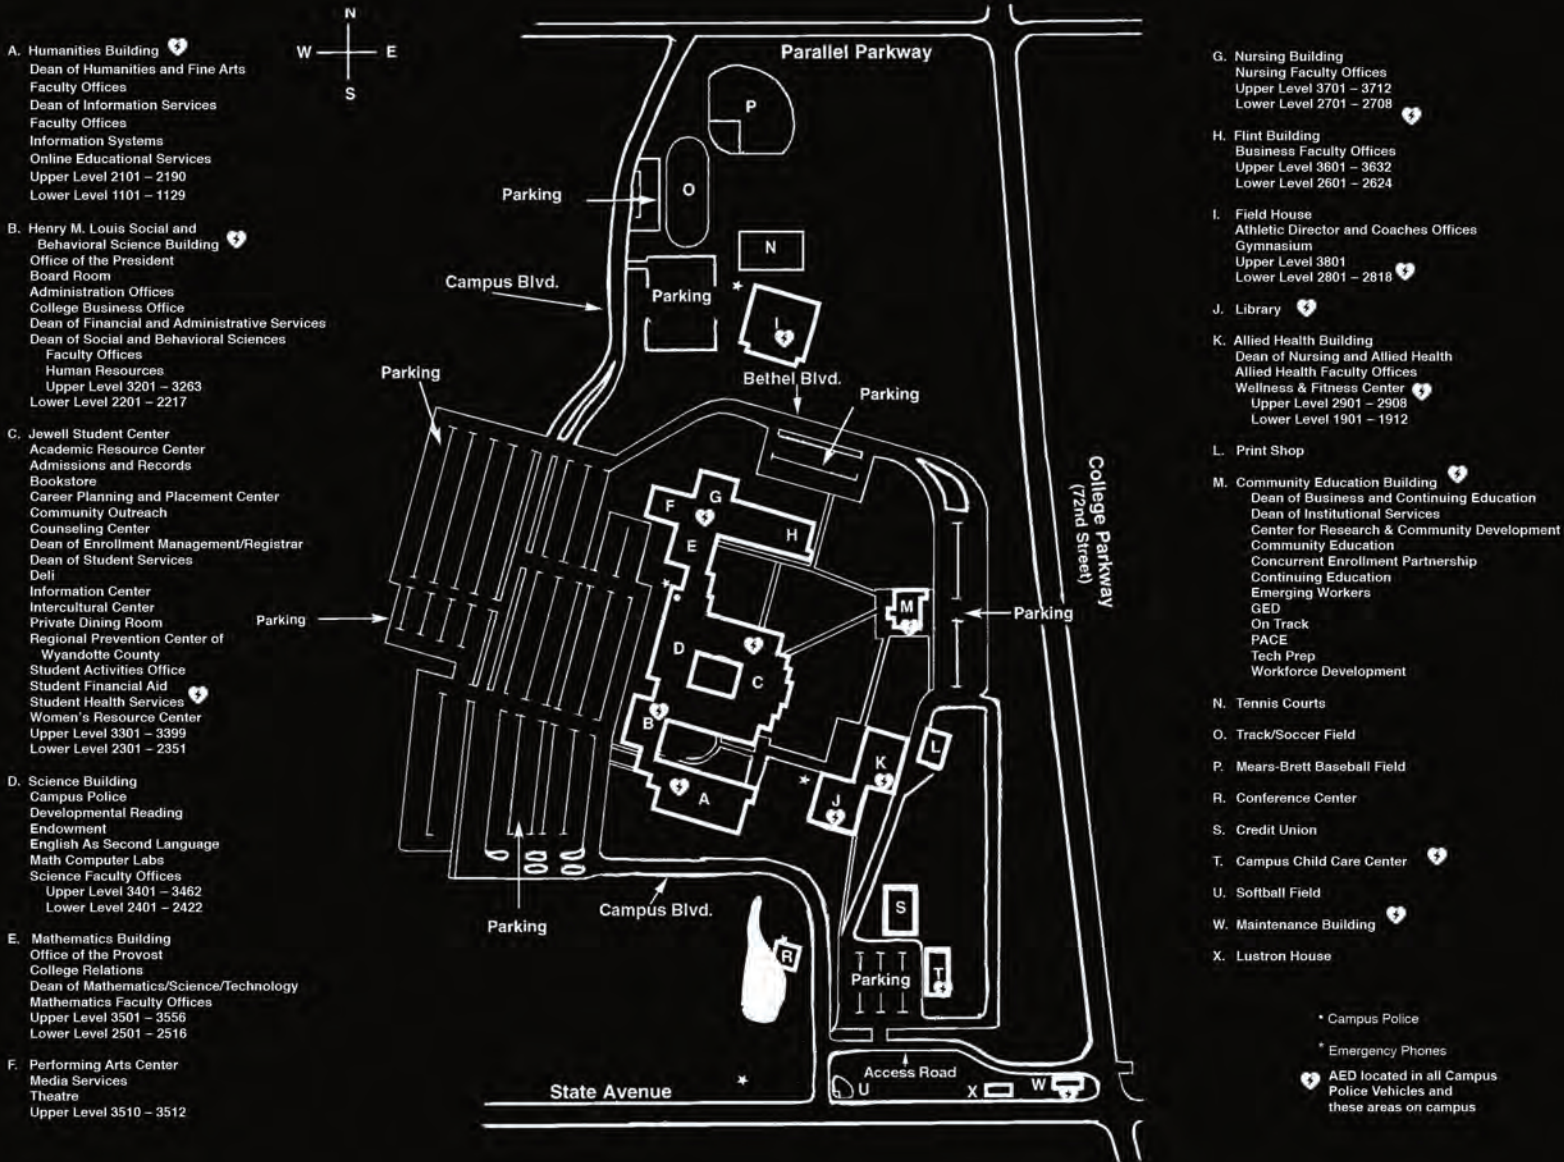 A. Humanities Building
Dean of Humanities and Fine Arts
Faculty Offices
Dean of Information Services
Faculty Offices
Information Systems
Online Educational Services
Upper Level 2101 – 2190
Lower Level 1101 – 1129
B. Henry M. Louis Social and
Behavioral Science Building
Office of the President
Board Room
Administration Offices
College Business Office
Dean of Financial and Administrative Services
Dean of Social and Behavioral Sciences
Faculty Offices
Human Resources
Upper Level 3201 – 3263
Lower Level 2201 – 2217
C. Jewell Student Center
Academic Resource Center
Admissions and Records
Bookstore
Career Planning and Placement Center
Community Outreach
Counseling Center
Dean of Enrollment Management/Registrar
Dean of Student Services
Deli
Information Center
Intercultural Center
Private Dining Room
Regional Prevention Center of
Wyandotte County
Student Activities Office
Student Financial Aid
Student Health Services
Women's Resource Center
Upper Level 3301 – 3399
Lower Level 2301 – 2351
D. Science Building
Campus Police
Developmental Reading
Endowment
English As Second Language
Math Computer Labs
Science Faculty Offices
Upper Level 3401 – 3462
Lower Level 2401 – 2422
E. Mathematics Building
Office of the Provost
College Relations
Dean of Mathematics/Science/Technology
Mathematics Faculty Offices
Upper Level 3501 – 3556
Lower Level 2501 – 2516
F. Performing Arts Center
Media Services
Theatre
Upper Level 3510 – 3512
N
W E
S
Parallel Parkway
P
Parking
O
N
Campus Blvd.
Parking
I
Bethel Blvd.
Parking
Parking
College Parkway
(72nd Street)
G
F
H
E
M
Parking
Parking
D
C
B
L
K
A
J
Parking
Campus Blvd.
S
R
T
Parking
Access Road
State Avenue
U
X
W
G. Nursing Building
Nursing Faculty Offices
Upper Level 3701 – 3712
Lower Level 2701 – 2708
H. Flint Building
Business Faculty Offices
Upper Level 3601 – 3632
Lower Level 2601 – 2624
I. Field House
Athletic Director and Coaches Offices
Gymnasium
Upper Level 3801
Lower Level 2801 – 2818
J. Library
K. Allied Health Building
Dean of Nursing and Allied Health
Allied Health Faculty Offices
Wellness & Fitness Center
Upper Level 2901 – 2908
Lower Level 1901 – 1912
L. Print Shop
M. Community Education Building
Dean of Business and Continuing Education
Dean of Institutional Services
Center for Research & Community Development
Community Education
Concurrent Enrollment Partnership
Continuing Education
Emerging Workers
GED
On Track
PACE
Tech Prep
Workforce Development
N. Tennis Courts
O. Track/Soccer Field
P. Mears-Brett Baseball Field
R. Conference Center
S. Credit Union
T. Campus Child Care Center
U. Softball Field
W. Maintenance Building
X. Lustron House
• Campus Police
* Emergency Phones
AED located in all Campus
Police Vehicles and
these areas on campus